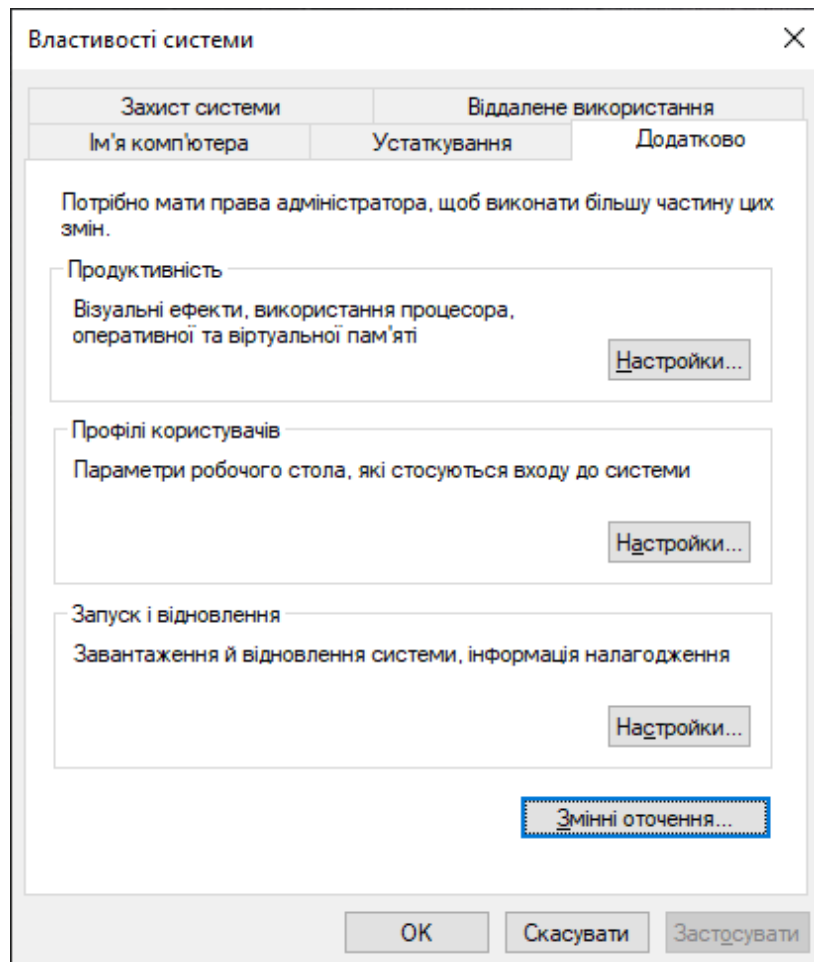 Властивості системи
Захист системи
Віддалене використання
Ім'я комп'ютера
Устаткування
Додатково
Потрібно мати права адміністратора, щоб виконати більшу частину цих
змін.
Продуктивність
Візуальні ефекти, використання процесора,
оперативної та віртуальної пам'яті
Настройки...
Профілі користувачів
Параметри робочого стола, які стосуються входу до системи
Настройки...
Запуск і відновлення
Завантаження й відновлення системи, інформація налагодження
Настройки...
Змінні оточення...
ОК
Скасувати
Застосувати